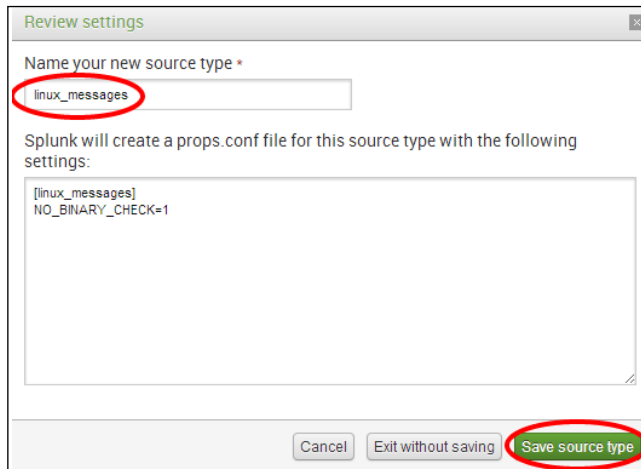 Review settings
Name your new source type *
linux_messages
Splunk will create a props.conf file for this source type with the following
settings:
[linux_messages]
NO_BINARY_CHECK=1
Cancel Exit without saving Save source type